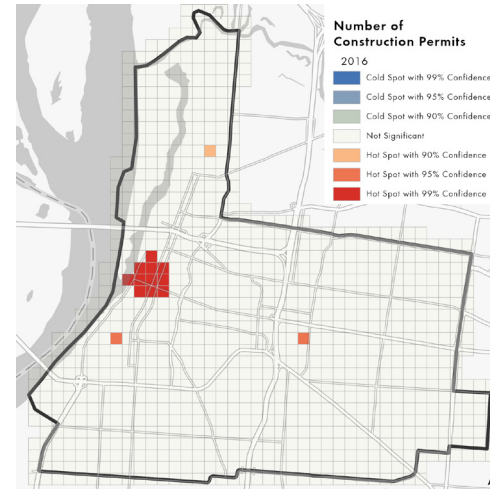 Number of
Construction Permits
2016
Cold Spot with 99% Confidence
Cold Spot with 95% Confidence
Cold Spot with 90% Confidence
Not Significant
Hot Spot with 90% Confidence
Hot Spot with 95% Confidence
Hot Spot with 99% Confidence